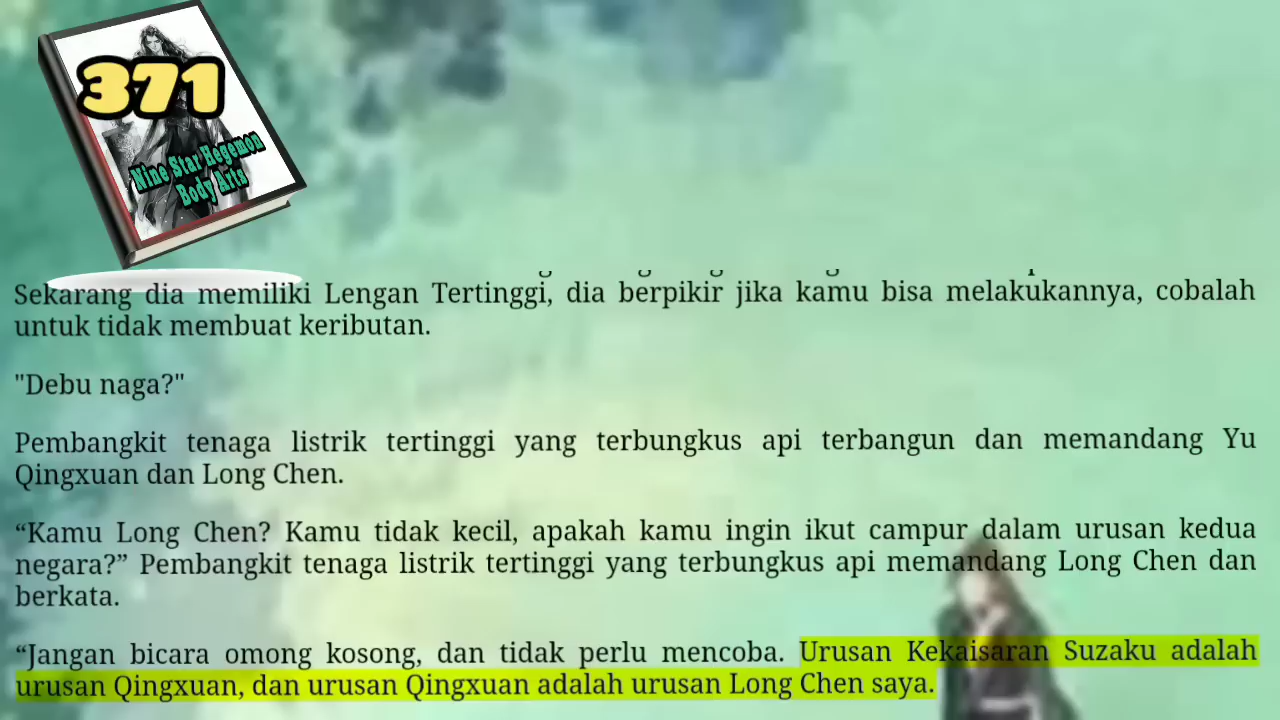 371
Nine Star Hegemon
Body Arts
Sekarang dia memiliki Lengan Tertinggi, dia berpikir jika kamu bisa melakukannya, cobalah
untuk tidak membuat keributan.
"Debu naga?"
Pembangkit tenaga listrik tertinggi yang terbungkus api terbangun dan memandang Yu
Qingxuan dan Long Chen.
“Kamu Long Chen? Kamu tidak kecil, apakah kamu ingin ikut campur dalam urusan kedua
negara?” Pembangkit tenaga listrik tertinggi yang terbungkus api memandang Long Chen dan
berkata.
“Jangan bicara omong kosong, dan tidak perlu mencoba. Urusan Kekaisaran Suzaku adalah
urusan Qingxuan, dan urusan Qingxuan adalah urusan Long Chen saya.